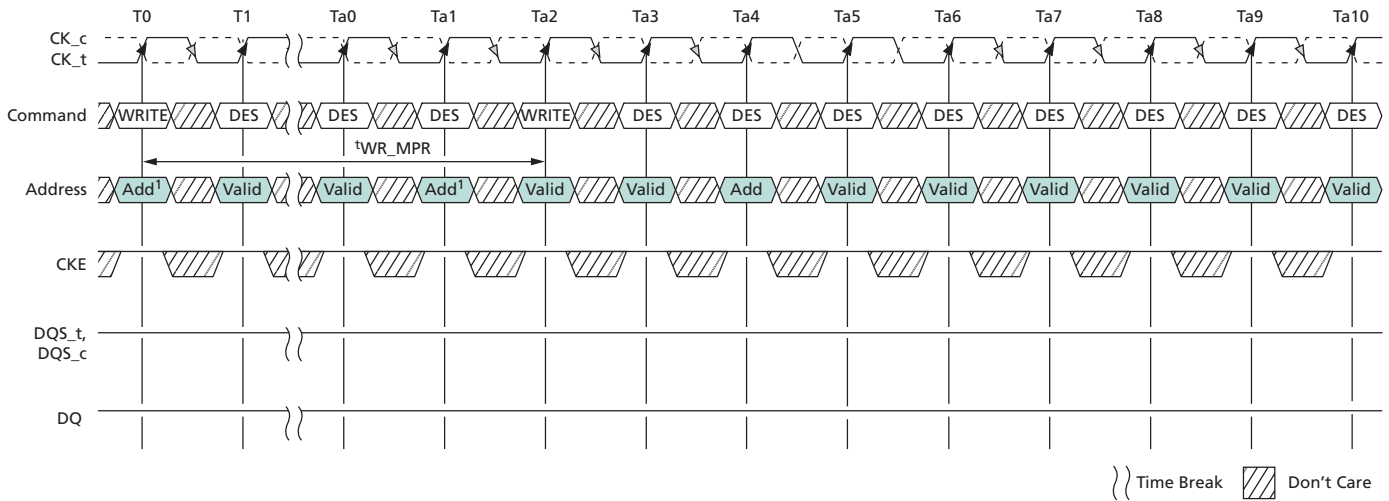 T0 T1 Ta0 Ta1 Ta2 Ta3 Ta4 Ta5 Ta6 Ta7 Ta8 Ta9 Ta10
CK_c
CK_t
Command WRITE DES DES DES WRITE DES DES DES DES DES DES DES DES
tWR_MPR
Address Add1 Valid Valid Add1 Valid Valid Add Valid Valid Valid Valid Valid Valid
CKE
DQS_t,
DQS_c
DQ
Time Break Don't Care